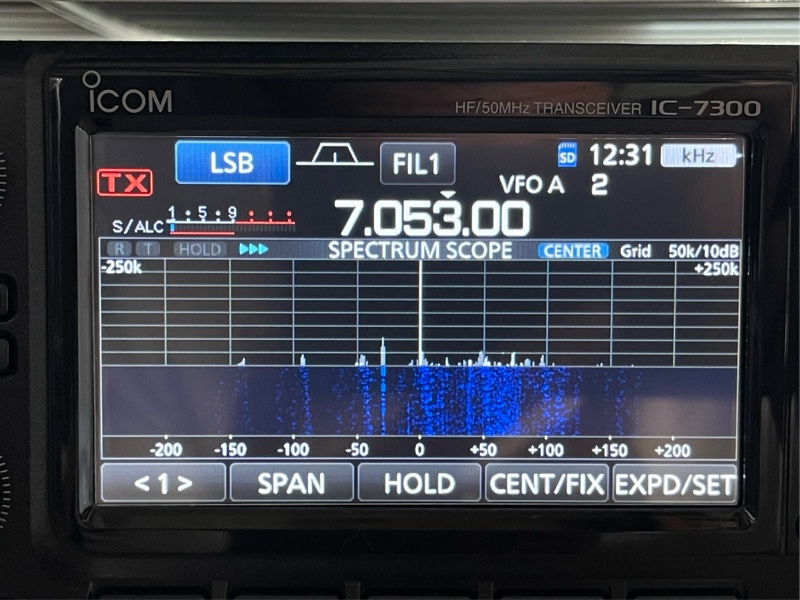 ICOM
HF/50MHz TRANSCEIVER IC-7300
LSB FIL1 SD 12:31 kHz
TX VFO A 2
S/ALC 1 5 9 7.053.00
R T HOLD SPECTRUM SCOPE CENTER Grid 50k/10dB
-250k +250k
-200 -150 -100 -50 0 +50 +100 +150 +200
<1> SPAN HOLD CENT/FIX EXPD/SET